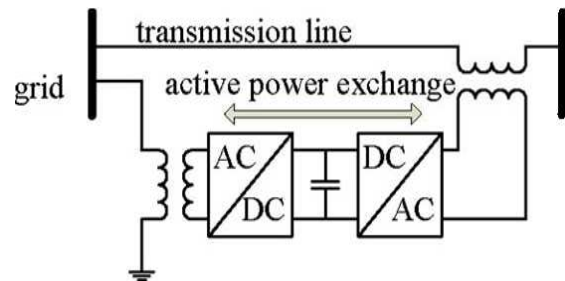 transmission line
grid
active power exchange
AC
DC
DC
AC